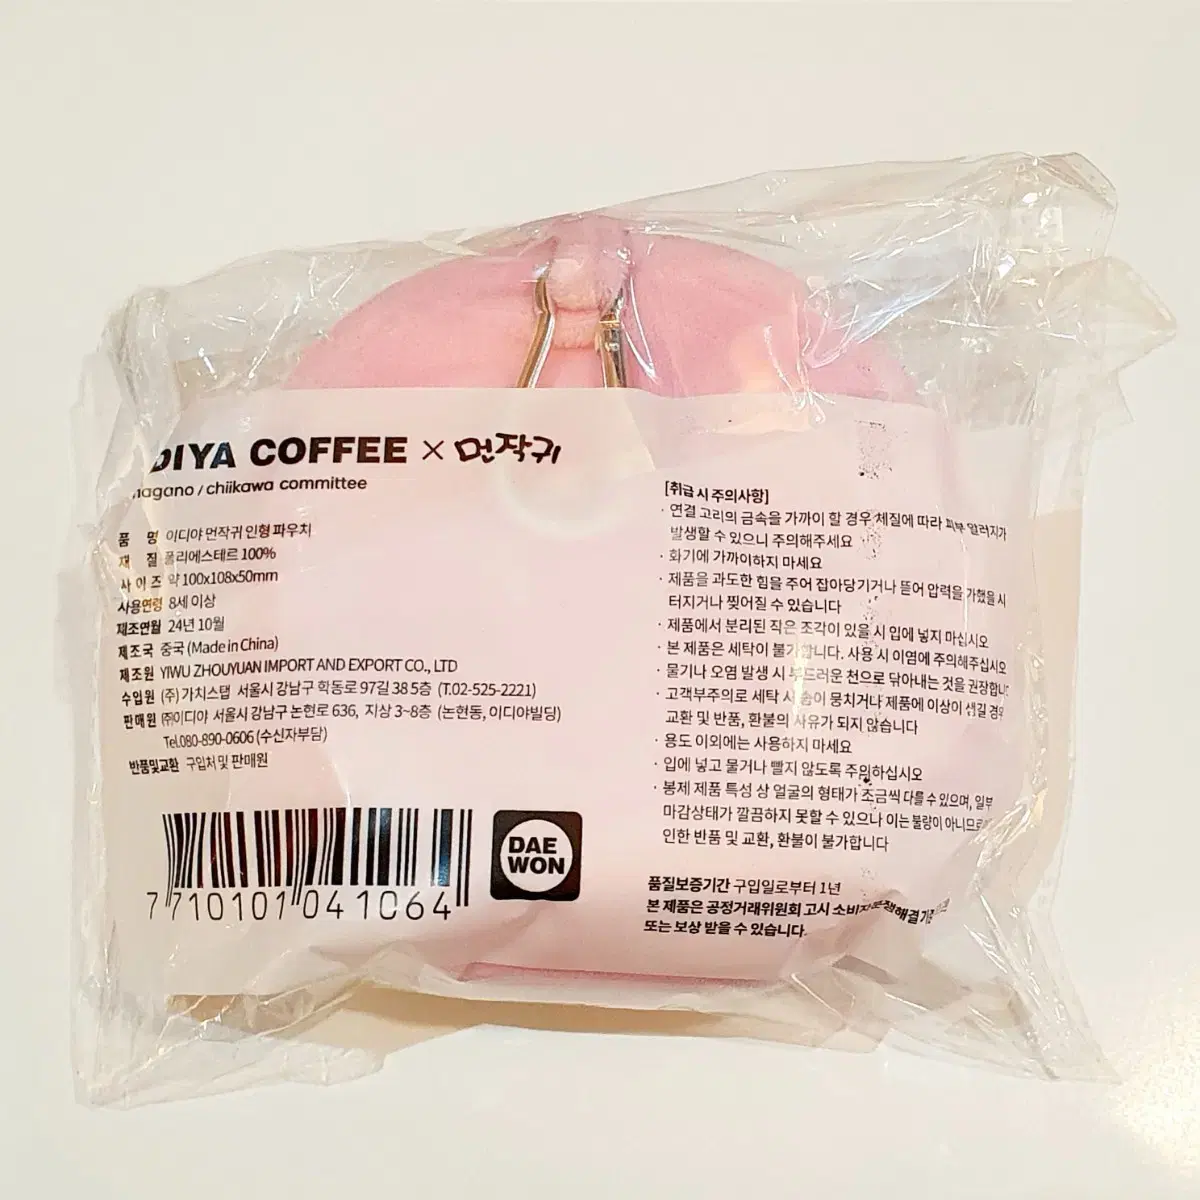 DIYA COFFEE × 먼작귀
nagano / chiikawa committee
품 명 이디야 먼작귀 인형 파우치
재 질 폴리에스테르 100%
사 이 즈 약 100x108x50mm
사용연령 8세 이상
제조연월 24년 10월
제조국 중국 (Made in China)
제조원 YIWU ZHOUYUAN IMPORT AND EXPORT CO., LTD
수입원 (주) 가치스탭 서울시 강남구 학동로 97길 38 5층 (T.02-525-2221)
판매원 ㈜이디야 서울시 강남구 논현로 636, 지상 3~8층 (논현동, 이디야빌딩)
Tel.080-890-0606 (수신자부담)
반품및교환 구입처 및 판매원
7 710101 041064
DAE
WON
[취급 시 주의사항]
· 연결 고리의 금속을 가까이 할 경우 체질에 따라 피부 알러지가
발생할 수 있으니 주의해주세요
· 화기에 가까이하지 마세요
· 제품을 과도한 힘을 주어 잡아당기거나 뜯어 압력을 가했을 시
터지거나 찢어질 수 있습니다
· 제품에서 분리된 작은 조각이 있을 시 입에 넣지 마십시오
· 본 제품은 세탁이 불가합니다. 사용 시 이염에 주의해주십시오
· 물기나 오염 발생 시 부드러운 천으로 닦아내는 것을 권장합니다
· 고객부주의로 세탁 시 솜이 뭉치거나 제품에 이상이 생길 경우
교환 및 반품, 환불의 사유가 되지 않습니다
· 용도 이외에는 사용하지 마세요
· 입에 넣고 물거나 빨지 않도록 주의하십시오
· 봉제 제품 특성 상 얼굴의 형태가 조금씩 다를 수 있으며, 일부
마감상태가 깔끔하지 못할 수 있으나 이는 불량이 아니므로
인한 반품 및 교환, 환불이 불가합니다
품질보증기간 구입일로부터 1년
본 제품은 공정거래위원회 고시 소비자분쟁해결
또는 보상 받을 수 있습니다.